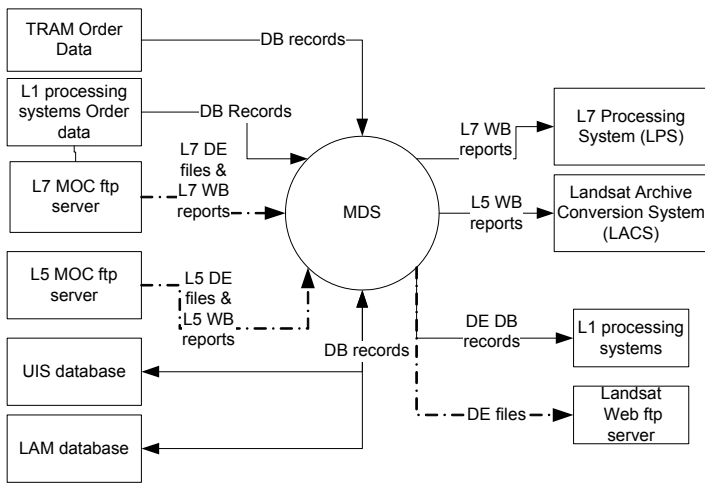 TRAM Order
Data
DB records
L1 processing
systems Order
data
DB Records
L7 MOC ftp
server
L7 DE
files &
L7 WB
reports
L5 MOC ftp
server
L5 DE
files &
L5 WB
reports
UIS database
LAM database
DB records
MDS
L7 WB
reports
L7 Processing
System (LPS)
L5 WB
reports
Landsat Archive
Conversion System
(LACS)
DE DB
records
L1 processing
systems
DE files
Landsat
Web ftp
server